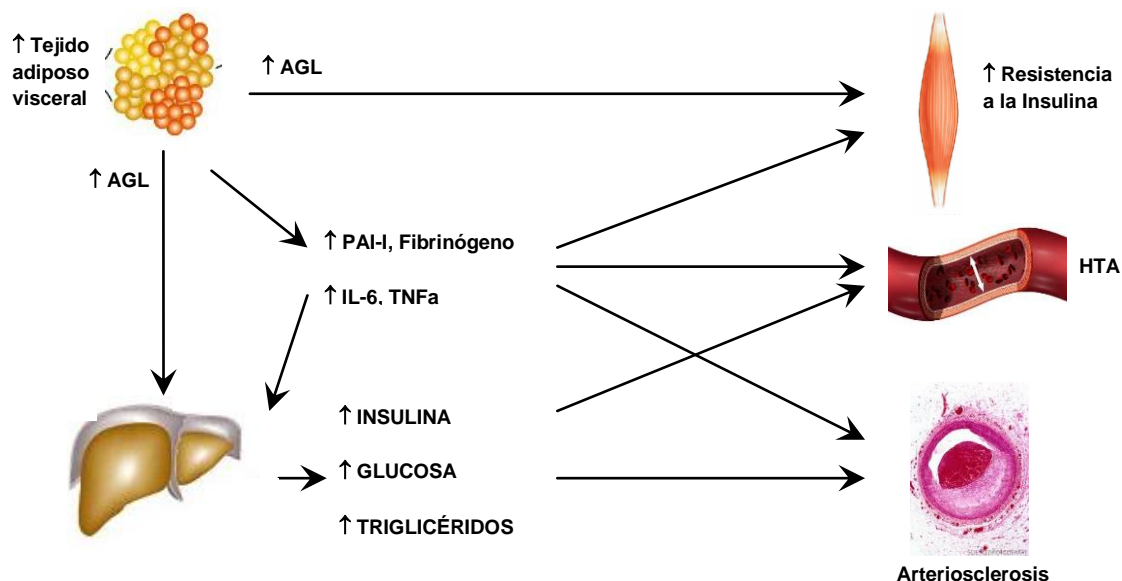 ↑ Tejido
adiposo
visceral
↑ AGL
↑ Resistencia
a la Insulina
↑ AGL
↑ PAI-I, Fibrinógeno
↑ IL-6, TNFa
HTA
↑ INSULINA
↑ GLUCOSA
↑ TRIGLICÉRIDOS
Arteriosclerosis